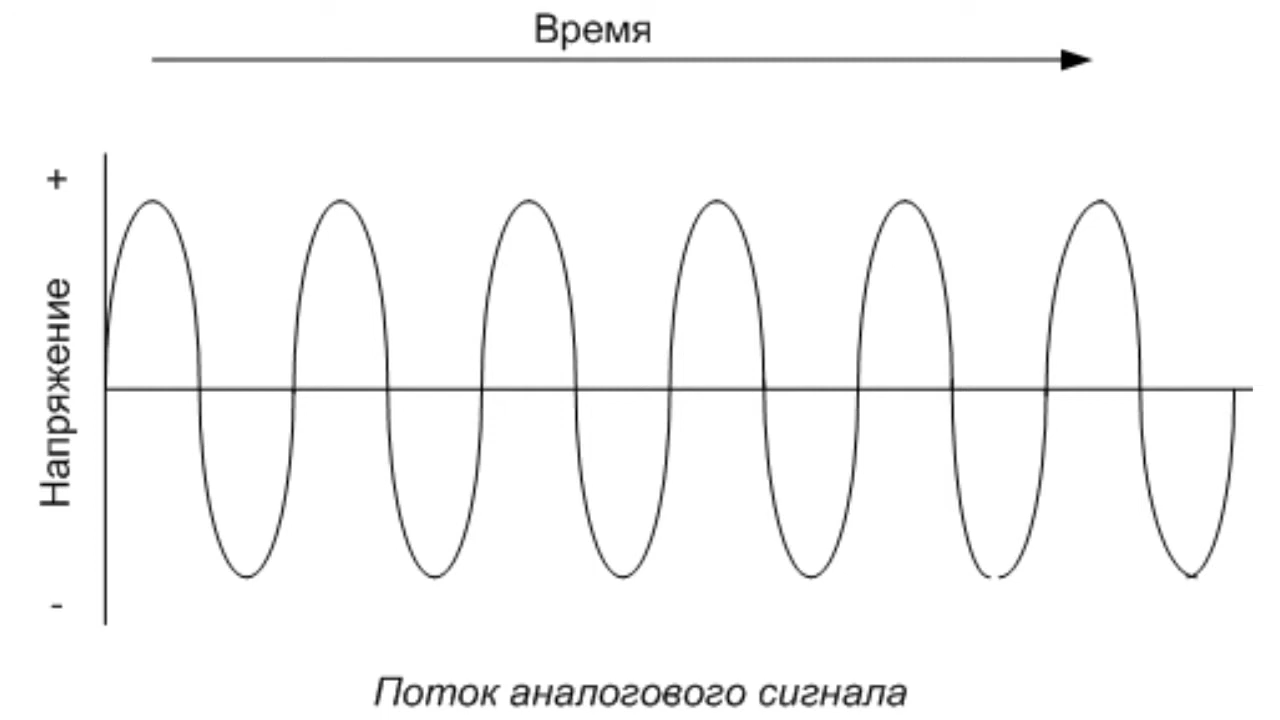 Время
+
Напряжение
-
Поток аналогового сигнала